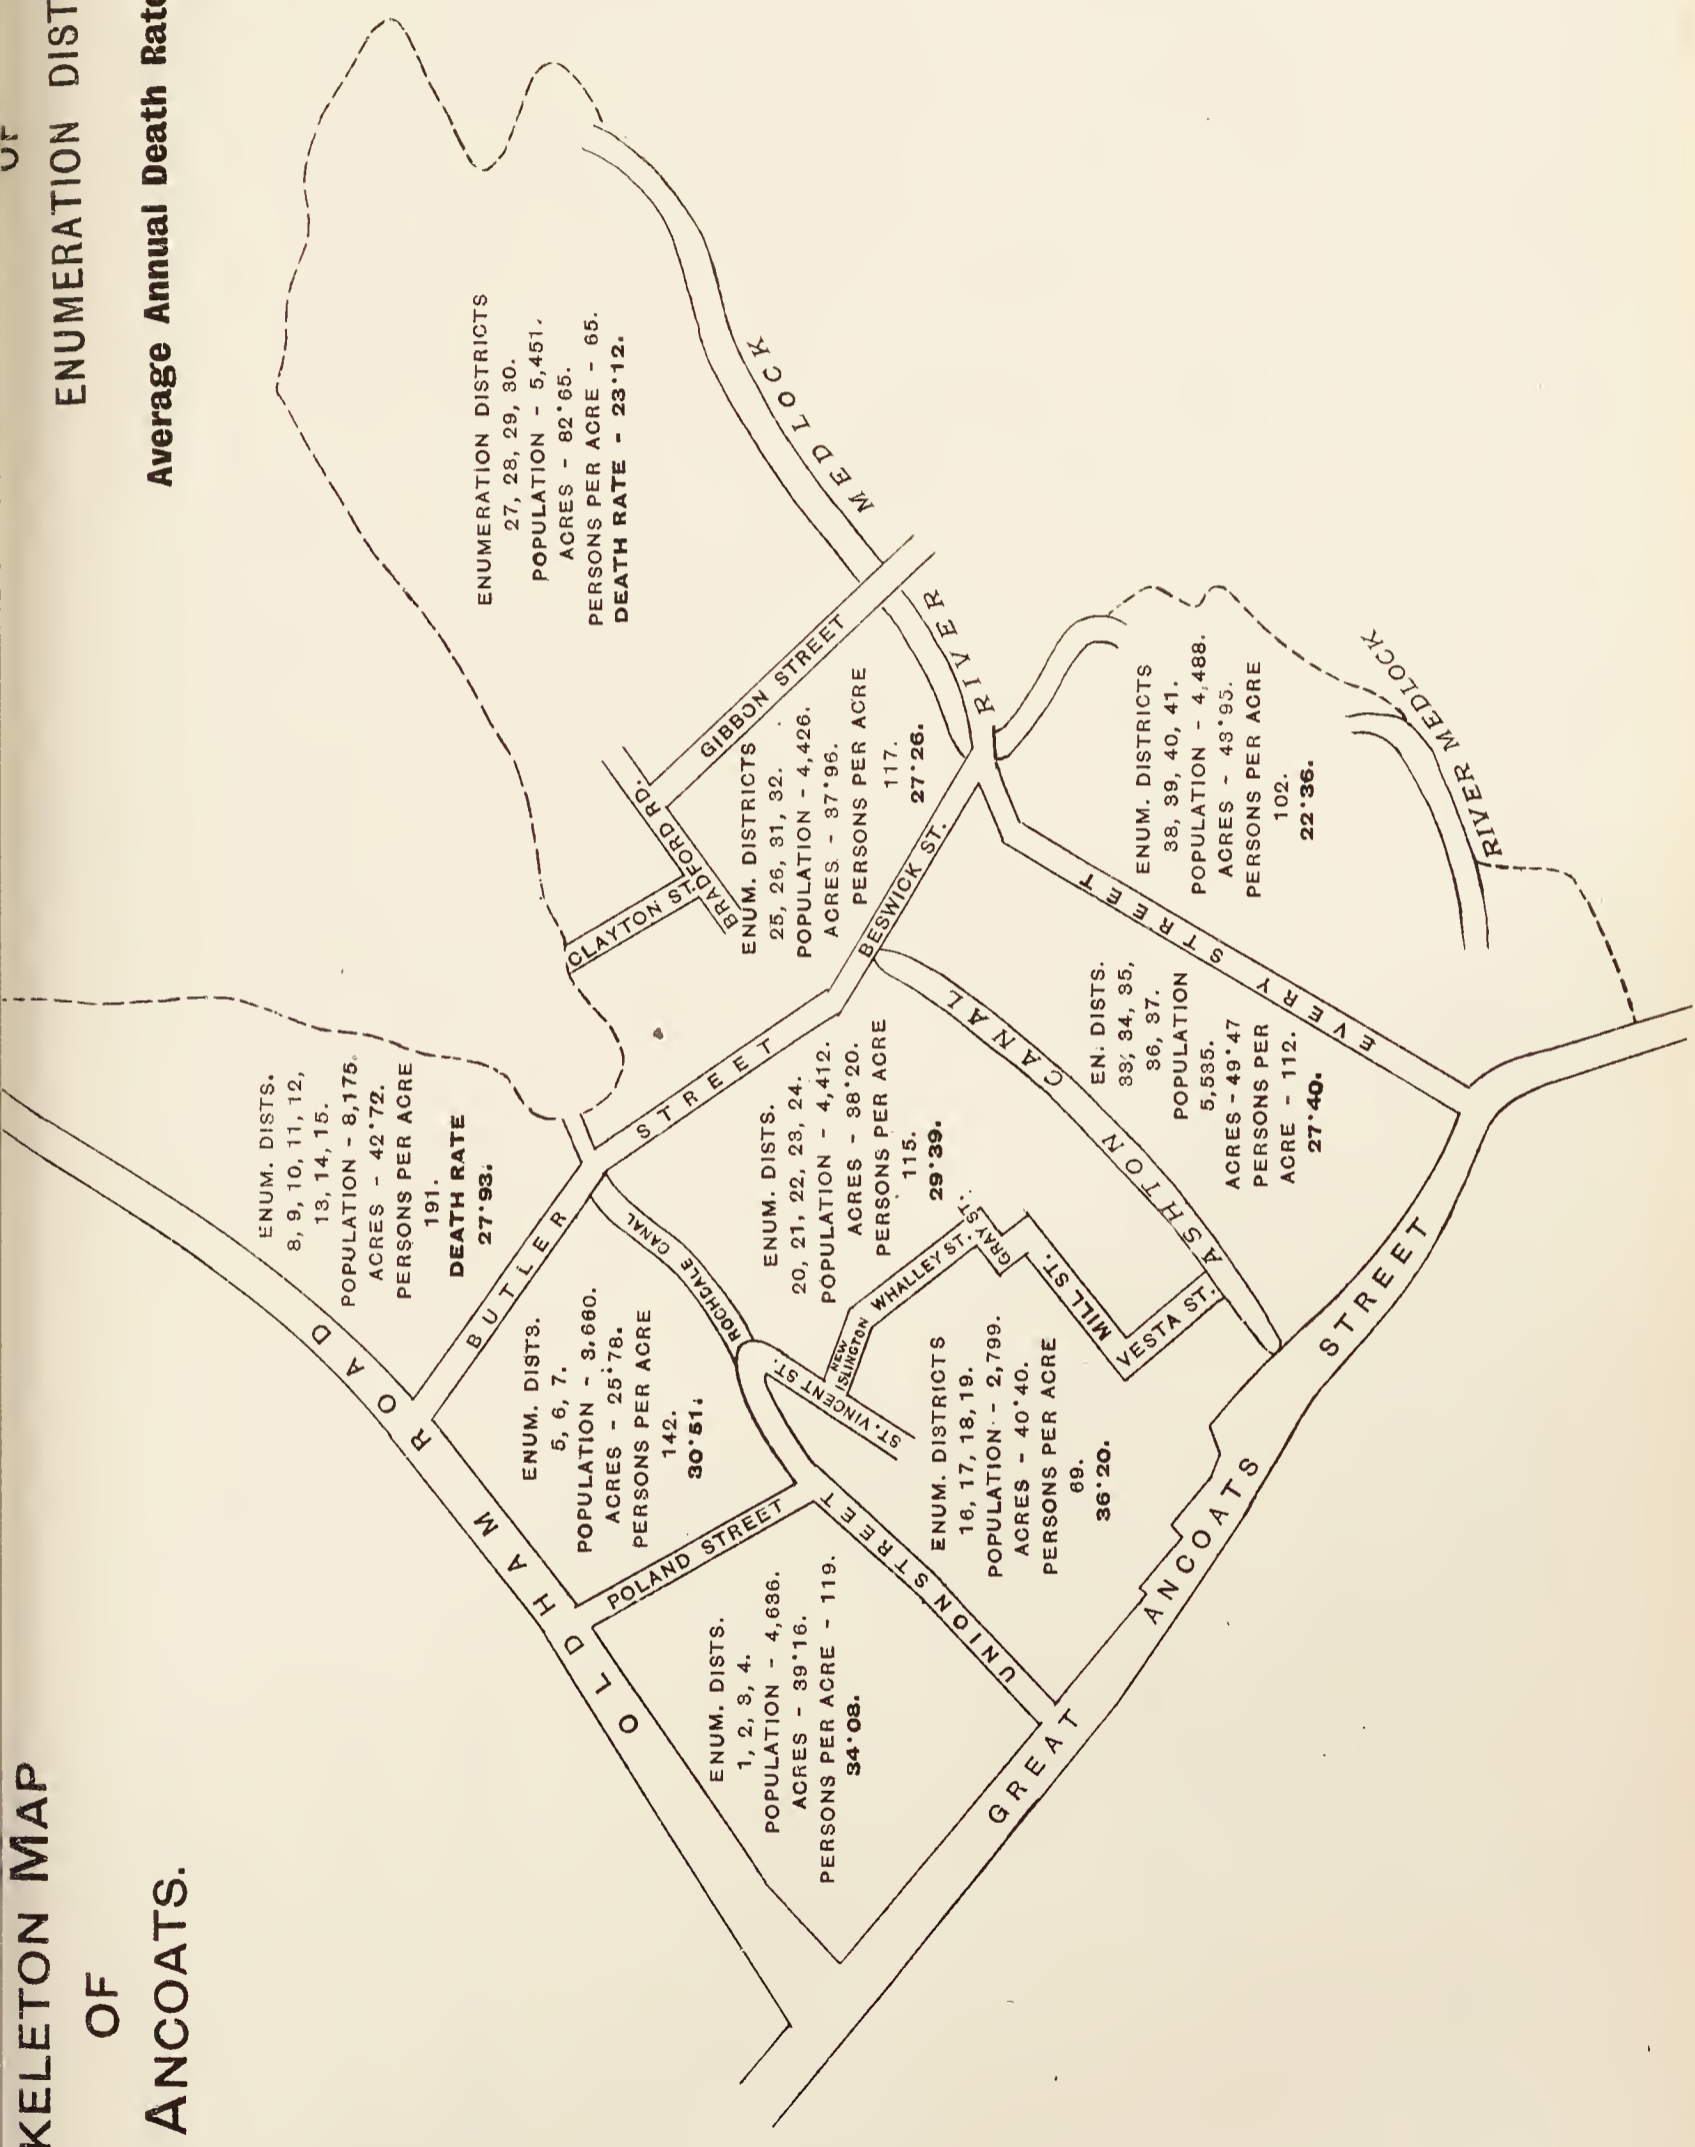 KELETON MAP
OF
ANCOATS.
OF
ENUMERATION DIST
Average Annual Death Rate
ENUM. DISTS.
8, 9, 10, 11, 12,
13, 14, 15.
POPULATION - 8,175.
ACRES - 42·72.
PERSONS PER ACRE
191.
DEATH RATE
27·93.
ENUMERATION DISTRICTS
27, 28, 29, 30.
POPULATION - 5,451.
ACRES - 82·65.
PERSONS PER ACRE - 65.
DEATH RATE - 23·12.
ENUM. DISTS.
5, 6, 7.
POPULATION - 3,680.
ACRES - 25·78.
PERSONS PER ACRE
142.
30·51.
ENUM. DISTS.
1, 2, 3, 4.
POPULATION - 4,686.
ACRES - 39·16.
PERSONS PER ACRE - 119.
34·08.
ENUM. DISTS.
20, 21, 22, 23, 24.
POPULATION - 4,412.
ACRES - 38·20.
PERSONS PER ACRE
115.
29·39.
ENUM. DISTRICTS
25, 26, 31, 32.
POPULATION - 4,426.
ACRES - 37·96.
PERSONS PER ACRE
117.
27·26.
ENUM. DISTRICTS
16, 17, 18, 19.
POPULATION - 2,799.
ACRES - 40·40.
PERSONS PER ACRE
69.
36·20.
EN. DISTS.
33, 34, 35,
36, 37.
POPULATION
5,535.
ACRES - 49·47
PERSONS PER
ACRE - 112.
27·40.
ENUM. DISTRICTS
38, 39, 40, 41.
POPULATION - 4,488.
ACRES - 43·95.
PERSONS PER ACRE
102.
22·36.
OLDHAM ROAD
BUTLER STREET
CLAYTON ST.
BRADFORD RD.
GIBBON STREET
BESWICK ST.
RIVER MEDLOCK
RIVER MEDLOCK
EVERY STREET
ASHTON CANAL
ROCHDALE CANAL
POLAND STREET
UNION STREET
ST. VINCENT ST.
NEW
ISLINGTON
WHALLEY ST.
GRAY ST.
MILL ST.
VESTA ST.
GREAT ANCOATS STREET